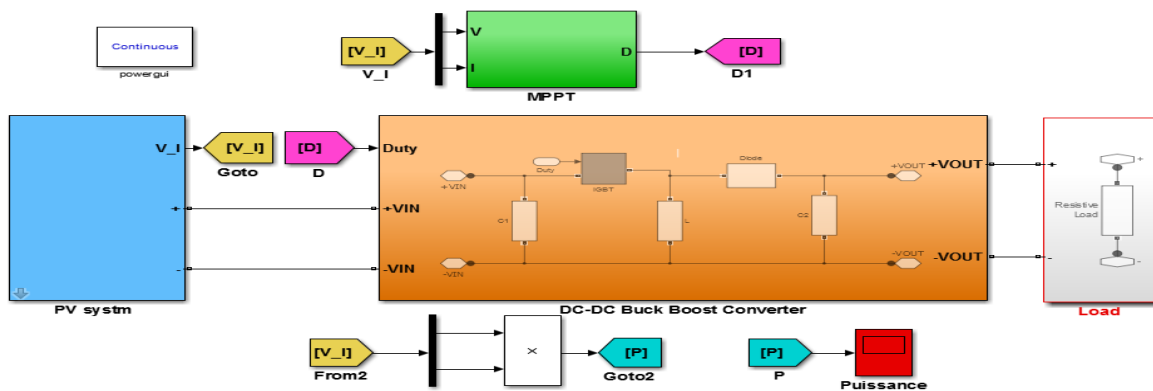 Continuous
powergui
[V_I]
V_I
V
I
D
MPPT
[D]
D1
V_I
+
-
PV systm
[V_I]
Goto
[D]
D
Duty
+VIN
-VIN
+VIN
-VIN
C1
Duty
IGBT
L
Diode
C2
+VOUT
-VOUT
+VOUT
-VOUT
DC-DC Buck Boost Converter
+
-
+
Resistive
Load
-
Load
[V_I]
From2
×
[P]
Goto2
[P]
P
Puissance